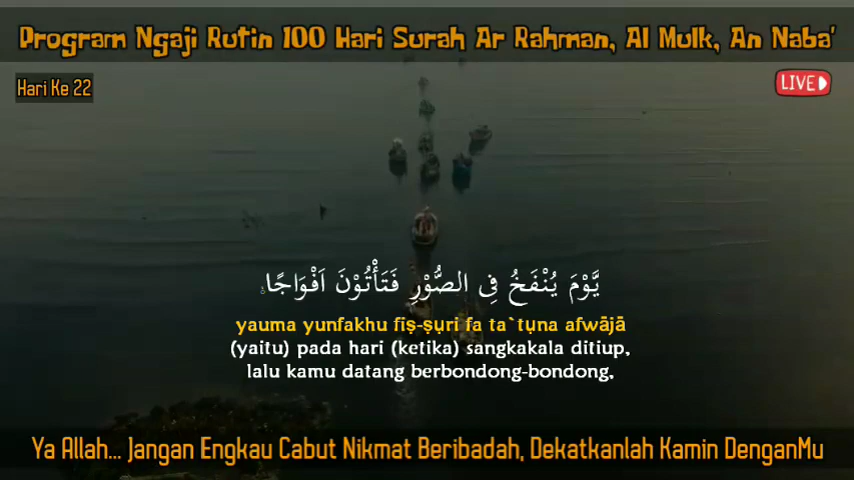 Program Ngaji Rutin 100 Hari Surah Ar Rahman, Al Mulk, An Naba'
Hari Ke 22
LIVE
يَّوْمَ يُنْفَخُ فِى الصُّوْرِ فَتَأْتُوْنَ اَفْوَاجًاۙ
yauma yunfakhu fiṣ-ṣụri fa ta`tụna afwājā
(yaitu) pada hari (ketika) sangkakala ditiup,
lalu kamu datang berbondong-bondong,
Ya Allah... Jangan Engkau Cabut Nikmat Beribadah, Dekatkanlah Kamin DenganMu